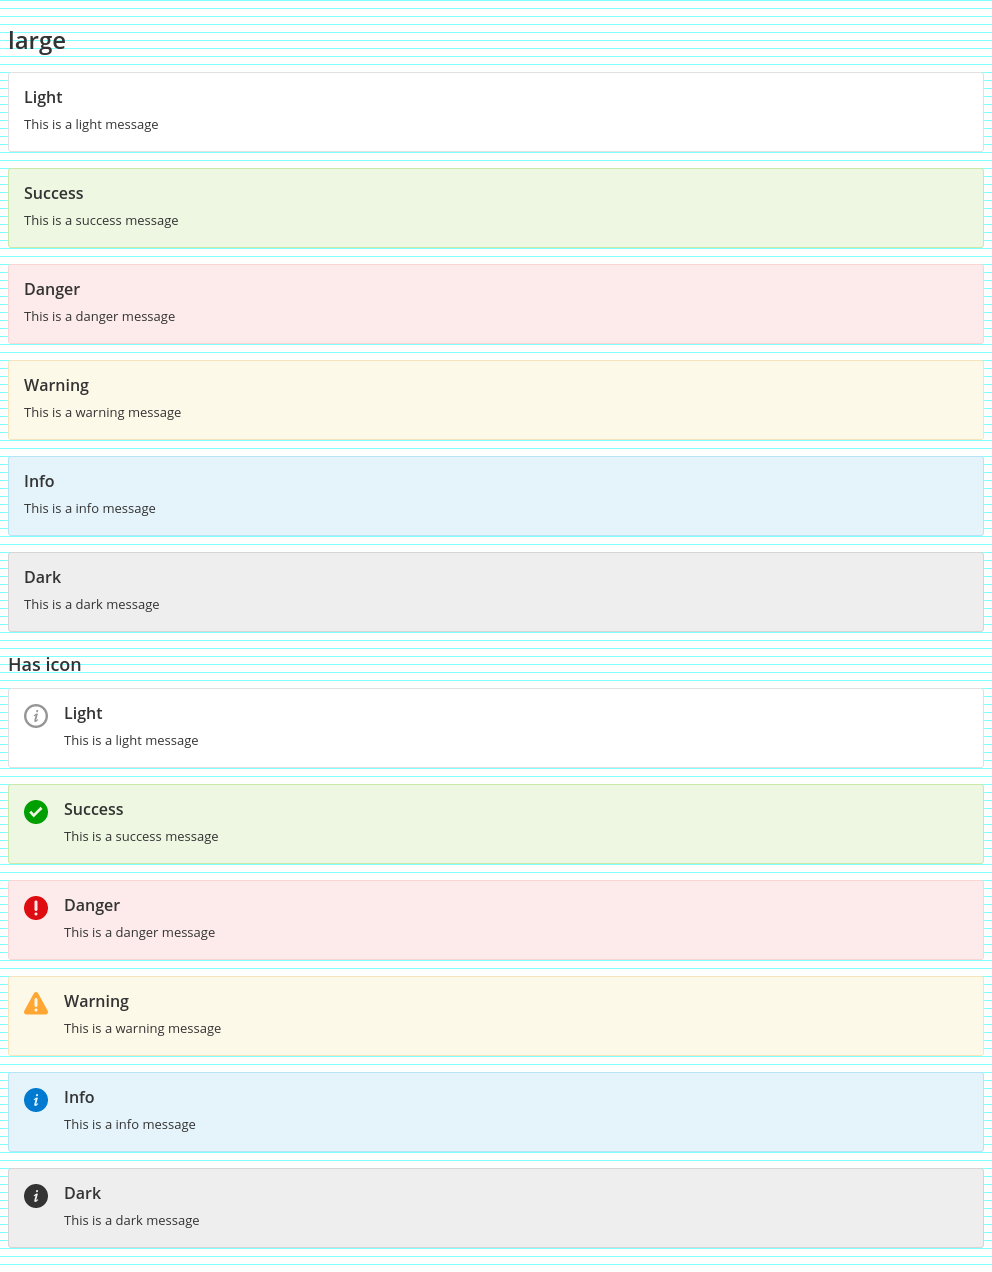 large
Light
This is a light message
Success
This is a success message
Danger
This is a danger message
Warning
This is a warning message
Info
This is a info message
Dark
This is a dark message
Has icon
Light
This is a light message
Success
This is a success message
Danger
This is a danger message
Warning
This is a warning message
Info
This is a info message
Dark
This is a dark message